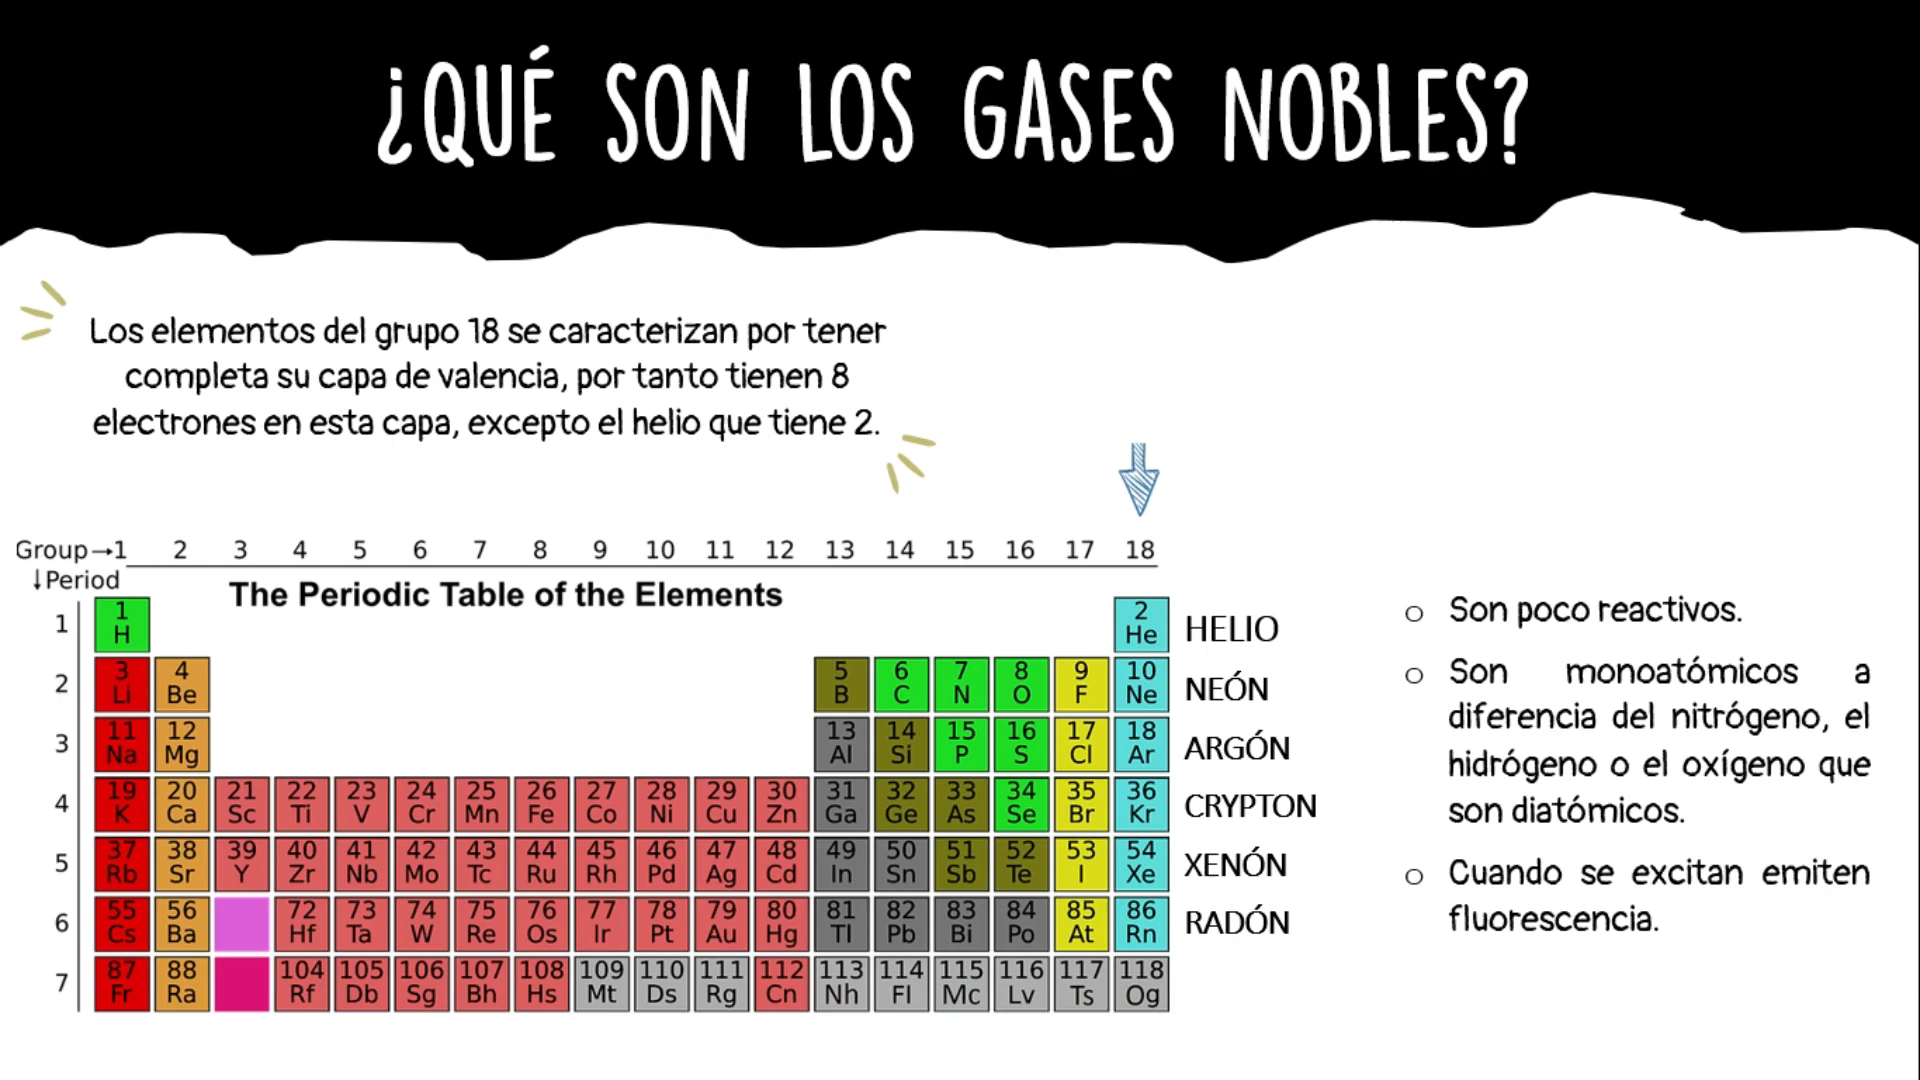 ¿QUÉ SON LOS GASES NOBLES?
Los elementos del grupo 18 se caracterizan por tener
completa su capa de valencia, por tanto tienen 8
electrones en esta capa, excepto el helio que tiene 2.
Group→1 2 3 4 5 6 7 8 9 10 11 12 13 14 15 16 17 18
↓Period
The Periodic Table of the Elements
1 1 2
H He HELIO
2 3 4 5 6 7 8 9 10
Li Be B C N O F Ne NEÓN
3 11 12 13 14 15 16 17 18
Na Mg Al Si P S Cl Ar ARGÓN
4 19 20 21 22 23 24 25 26 27 28 29 30 31 32 33 34 35 36
K Ca Sc Ti V Cr Mn Fe Co Ni Cu Zn Ga Ge As Se Br Kr CRYPTON
5 37 38 39 40 41 42 43 44 45 46 47 48 49 50 51 52 53 54
Rb Sr Y Zr Nb Mo Tc Ru Rh Pd Ag Cd In Sn Sb Te I Xe XENÓN
6 55 56 72 73 74 75 76 77 78 79 80 81 82 83 84 85 86
Cs Ba Hf Ta W Re Os Ir Pt Au Hg Tl Pb Bi Po At Rn RADÓN
7 87 88 104 105 106 107 108 109 110 111 112 113 114 115 116 117 118
Fr Ra Rf Db Sg Bh Hs Mt Ds Rg Cn Nh Fl Mc Lv Ts Og
o Son poco reactivos.
o Son monoatómicos a
diferencia del nitrógeno, el
hidrógeno o el oxígeno que
son diatómicos.
o Cuando se excitan emiten
fluorescencia.